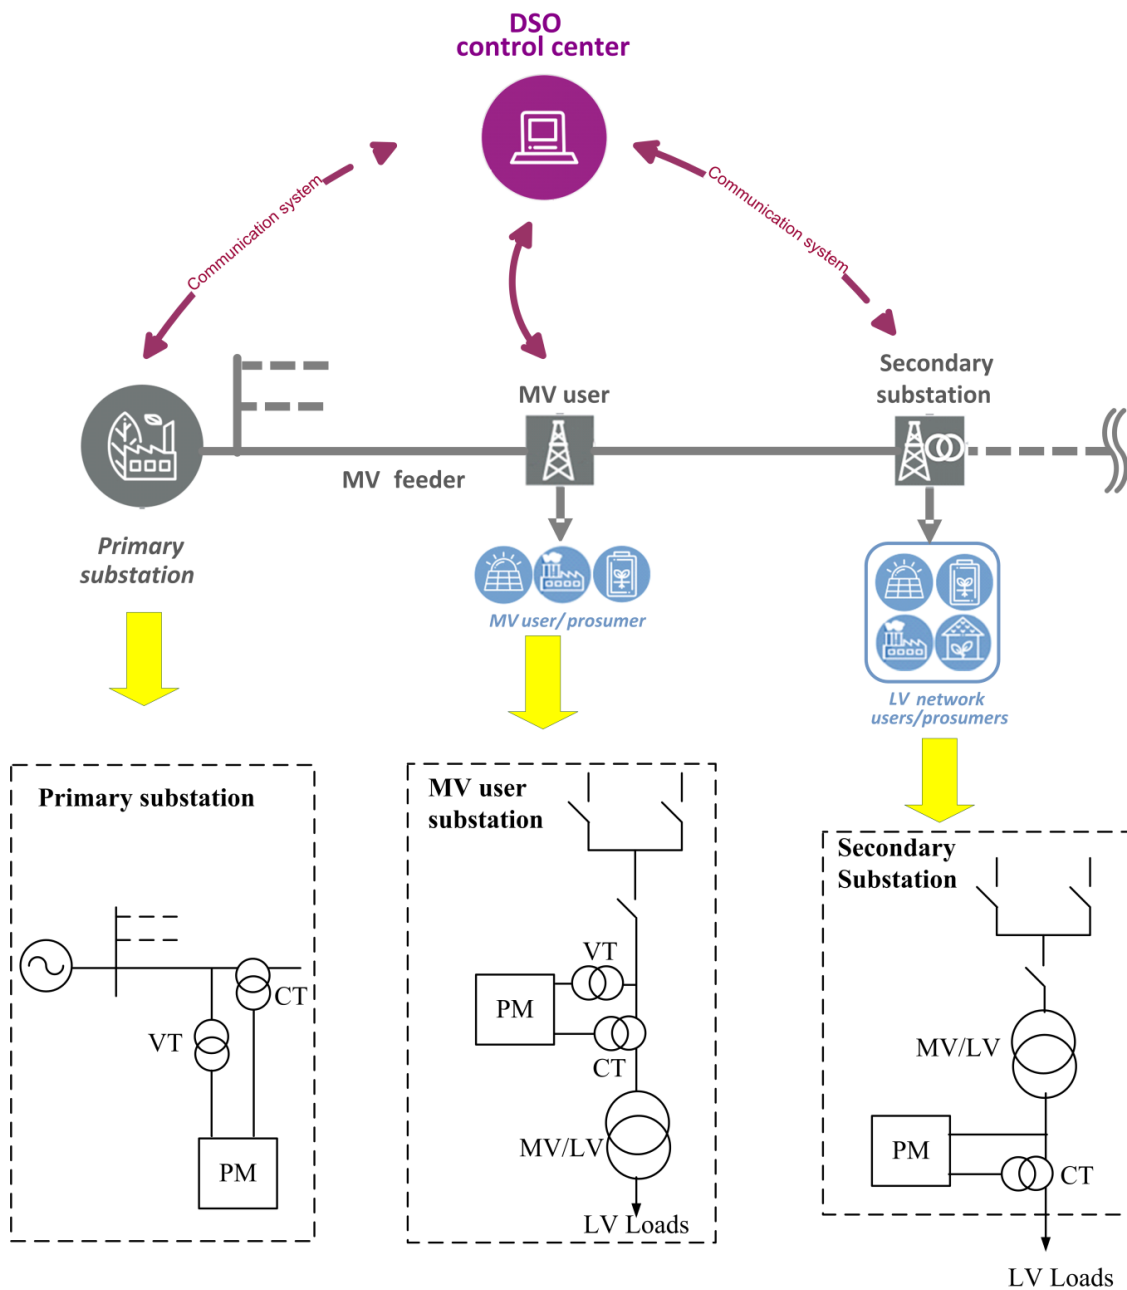 DSO
control center
Communication system
Communication system
MV user
Secondary
substation
MV feeder
Primary
substation
MV user/prosumer
LV network
users/prosumers
Primary substation
CT
VT
PM
MV user
substation
VT
PM
CT
MV/LV
LV Loads
Secondary
Substation
MV/LV
PM
CT
LV Loads